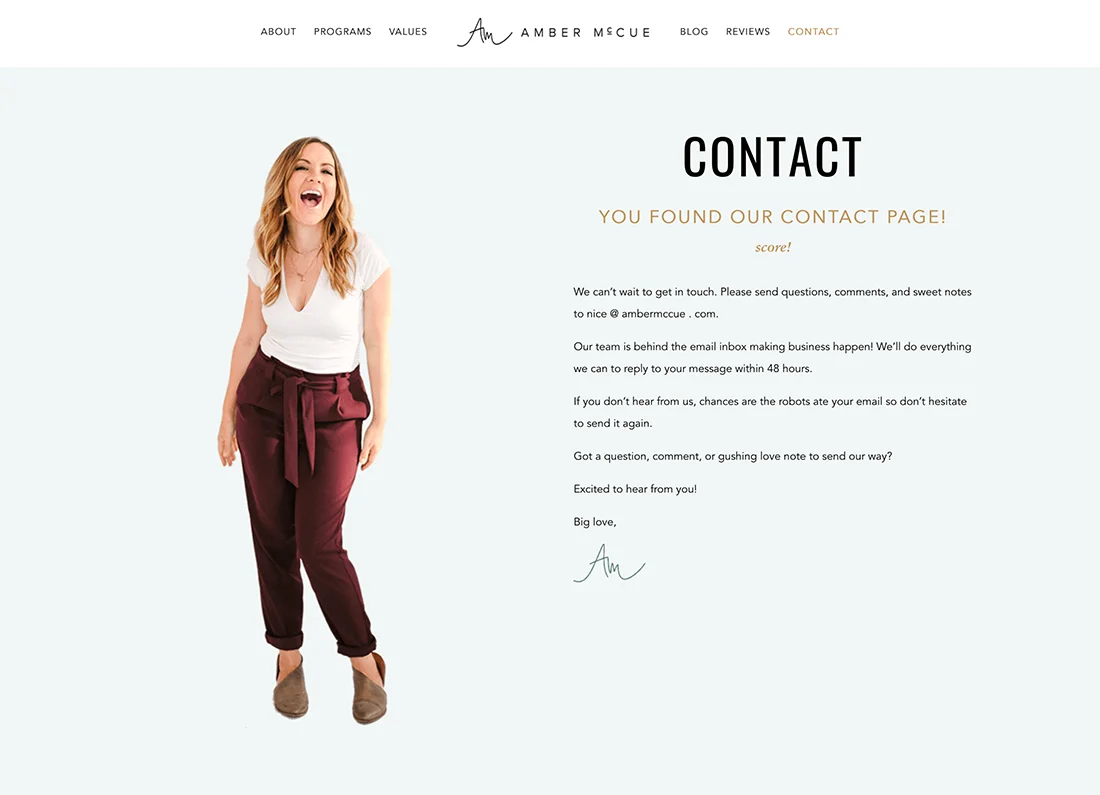 ABOUT PROGRAMS VALUES Am AMBER McCUE BLOG REVIEWS CONTACT
CONTACT
YOU FOUND OUR CONTACT PAGE!
score!
We can’t wait to get in touch. Please send questions, comments, and sweet notes
to nice @ ambermccue . com.
Our team is behind the email inbox making business happen! We’ll do everything
we can to reply to your message within 48 hours.
If you don’t hear from us, chances are the robots ate your email so don’t hesitate
to send it again.
Got a question, comment, or gushing love note to send our way?
Excited to hear from you!
Big love,
Am